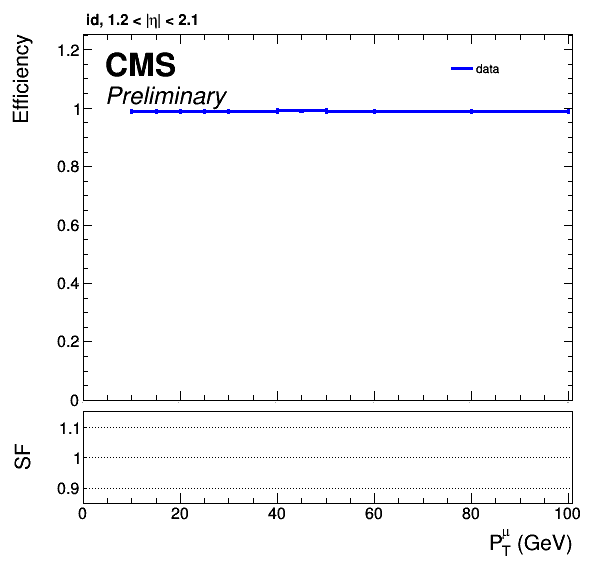 id, 1.2 < |η| < 2.1
1.2
1
0.8
0.6
0.4
0.2
0
Efficiency
CMS
Preliminary
data
1.1
1
0.9
SF
0 20 40 60 80 100
P_T^μ (GeV)